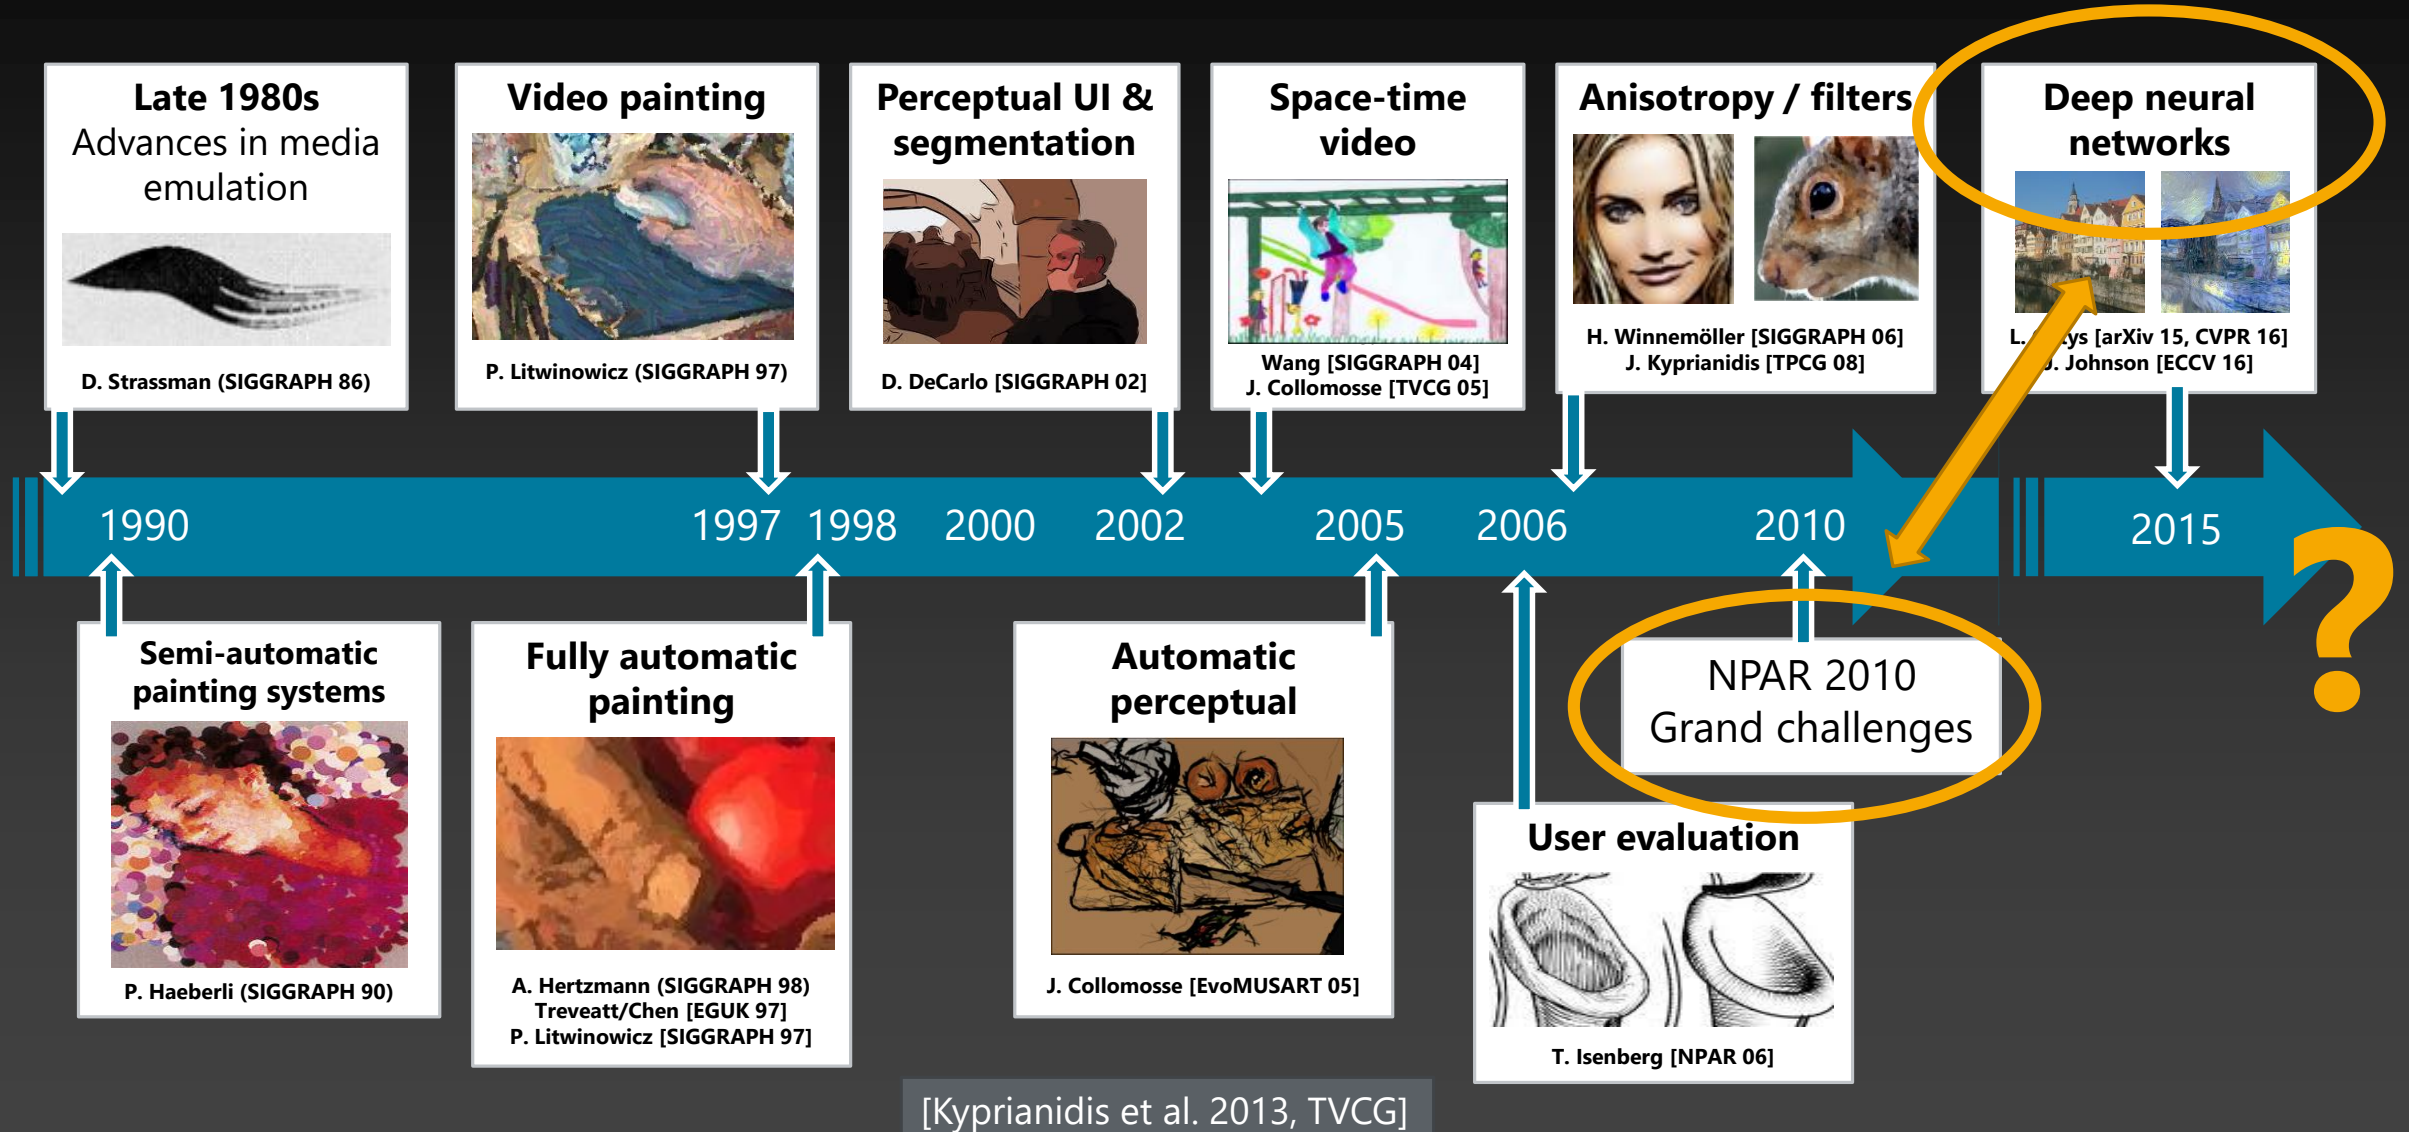 Late 1980s
Advances in media
emulation
D. Strassman (SIGGRAPH 86)
Video painting
P. Litwinowicz (SIGGRAPH 97)
Perceptual UI &
segmentation
D. DeCarlo [SIGGRAPH 02]
Space-time
video
Wang [SIGGRAPH 04]
J. Collomosse [TVCG 05]
Anisotropy / filters
H. Winnemöller [SIGGRAPH 06]
J. Kyprianidis [TPCG 08]
Deep neural
networks
L. [arXiv 15, CVPR 16]
Johnson [ECCV 16]
1990
1997
1998
2000
2002
2005
2006
2010
2015
?
Semi-automatic
painting systems
P. Haeberli (SIGGRAPH 90)
Fully automatic
painting
A. Hertzmann (SIGGRAPH 98)
Treveatt/Chen [EGUK 97]
P. Litwinowicz [SIGGRAPH 97]
Automatic
perceptual
J. Collomosse [EvoMUSART 05]
NPAR 2010
Grand challenges
User evaluation
T. Isenberg [NPAR 06]
[Kyprianidis et al. 2013, TVCG]